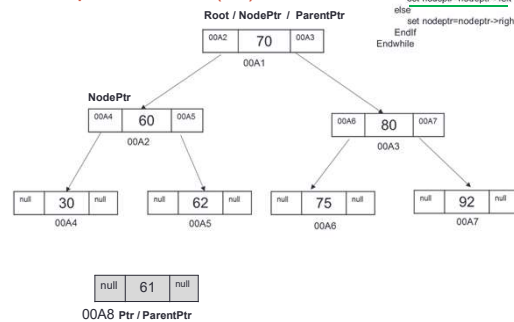 Root / NodePtr / ParentPtr
else
set nodeptr=nodeptr->righ
EndIf
Endwhile
00A2 70 00A3
00A1
NodePtr
00A4 60 00A5
00A2
00A6 80 00A7
00A3
null 30 null
00A4
null 62 null
00A5
null 75 null
00A6
null 92 null
00A7
null 61 null
00A8 Ptr / ParentPtr